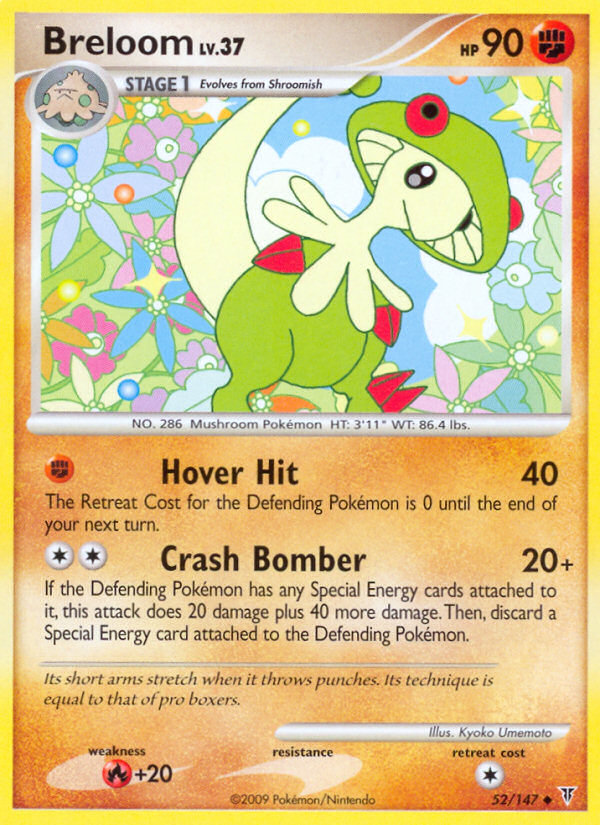 Breloom LV.37 HP 90
STAGE 1 Evolves from Shroomish
NO. 286 Mushroom Pokémon HT: 3'11" WT: 86.4 lbs.
Hover Hit 40
The Retreat Cost for the Defending Pokémon is 0 until the end of
your next turn.
Crash Bomber 20+
If the Defending Pokémon has any Special Energy cards attached to
it, this attack does 20 damage plus 40 more damage. Then, discard a
Special Energy card attached to the Defending Pokémon.
Its short arms stretch when it throws punches. Its technique is
equal to that of pro boxers.
Illus. Kyoko Umemoto
weakness resistance retreat cost
+20
©2009 Pokémon/Nintendo 52/147